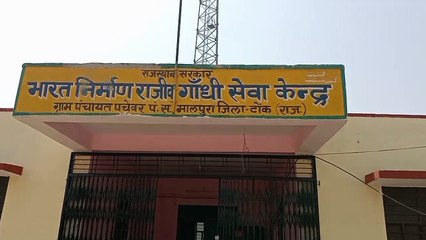 राजस्थान सरकार
भारत निर्माण राजीव गाँधी सेवा केन्द्र
ग्राम पंचायत पचेवर पं. स. मालपुरा जिला-टोंक (राज.)